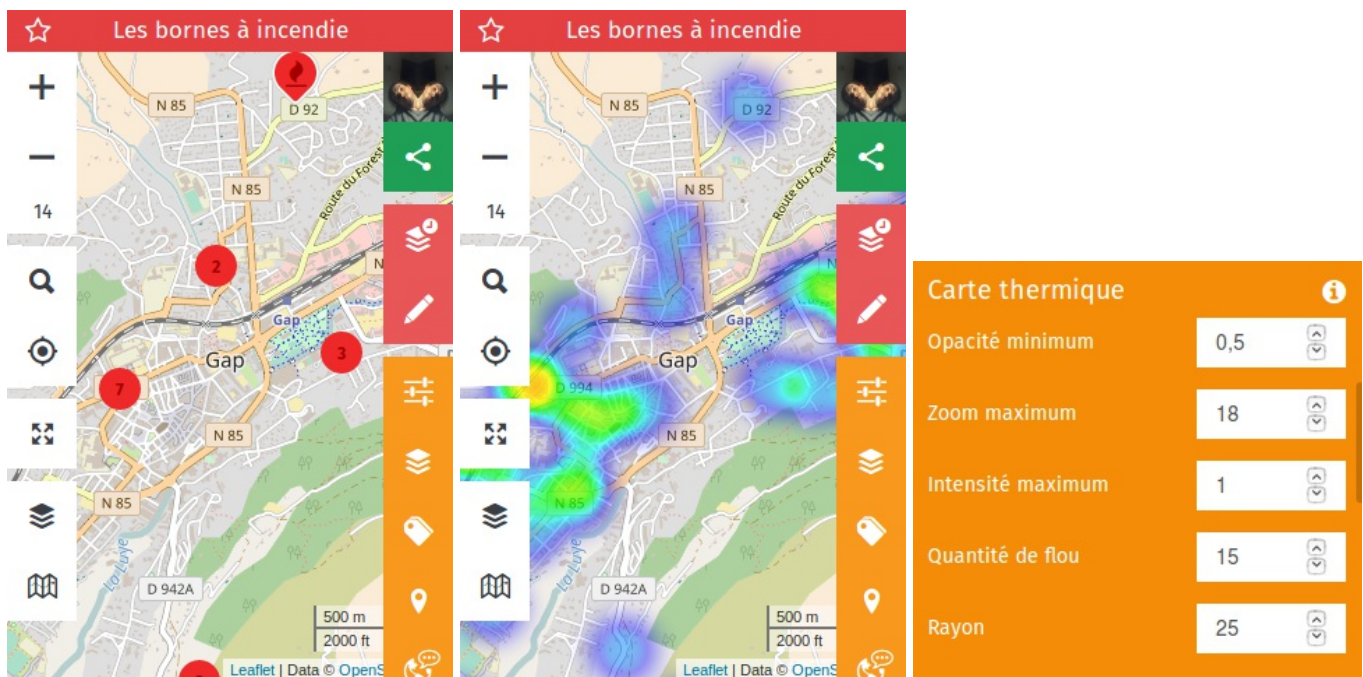 Les bornes à incendie
14
N 85
D 92
N 85
Route du Forest
2
N
Gap
Gap
3
7
N 85
N 85
La Luye
D 942A
500 m
2000 ft
Leaflet | Data © OpenS
Les bornes à incendie
14
N 85
D 92
N 85
Route du Forest
N
Gap
Gap
D 994
N 85
N 85
La Luye
D 942A
500 m
2000 ft
Leaflet | Data © OpenS
Carte thermique
Opacité minimum
0,5
Zoom maximum
18
Intensité maximum
1
Quantité de flou
15
Rayon
25